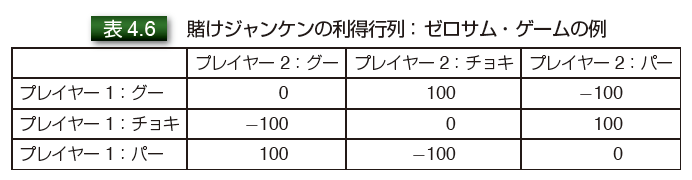 表 4.6 賭けジャンケンの利得行列：ゼロサム・ゲームの例
プレイヤー2：グー プレイヤー2：チョキ プレイヤー2：パー
プレイヤー1：グー 0 100 −100
プレイヤー1：チョキ −100 0 100
プレイヤー1：パー 100 −100 0